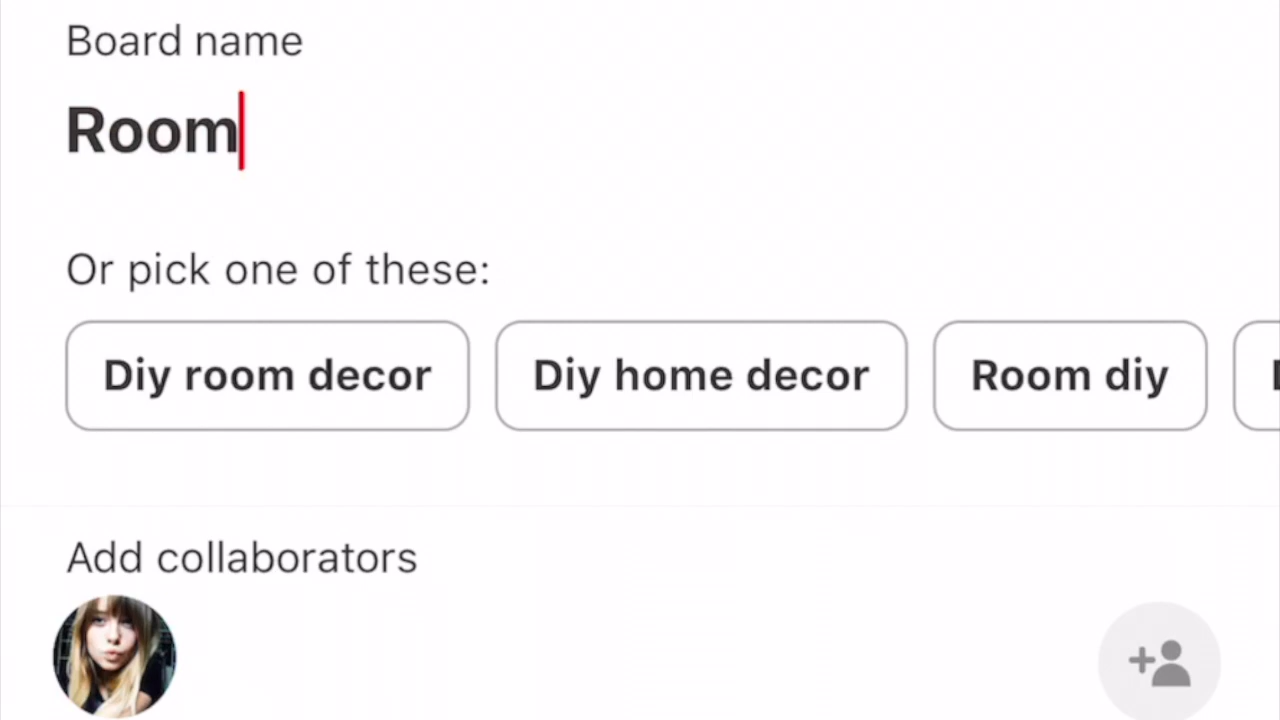 Board name
Room
Or pick one of these:
Diy room decor Diy home decor Room diy
Add collaborators